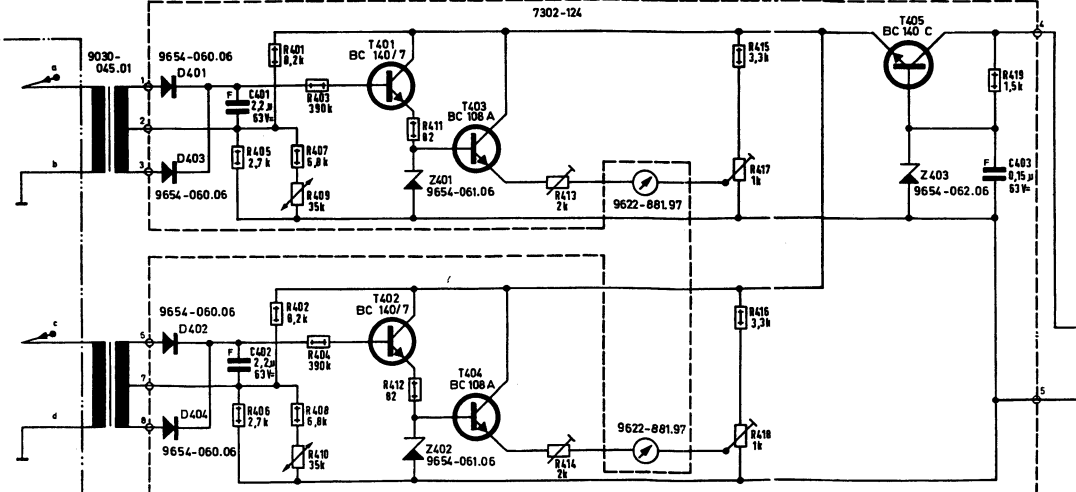 7302-124
4
T405
BC 140 C
9030-
045.01
a
b
1
2
3
9654-060.06
D401
D403
9654-060.06
F
C401
2,2µ
63V=
R401
8,2k
R403
390k
T401
BC 140/7
R405
2,7k
R407
6,8k
R409
35k
R411
82
Z401
9654-061.06
T403
BC 108A
R413
2k
9622-881.97
R415
3,3k
R417
1k
R419
1,5k
Z403
9654-062.06
F
C403
0,15µ
63V=
c
d
7
8
9654-060.06
D402
D404
9654-060.06
F
C402
2,2µ
63V=
R402
8,2k
R404
390k
T402
BC 140/7
R406
2,7k
R408
6,8k
R410
35k
R412
82
Z402
9654-061.06
T404
BC 108A
R414
2k
9622-881.97
R416
3,3k
R418
1k
5